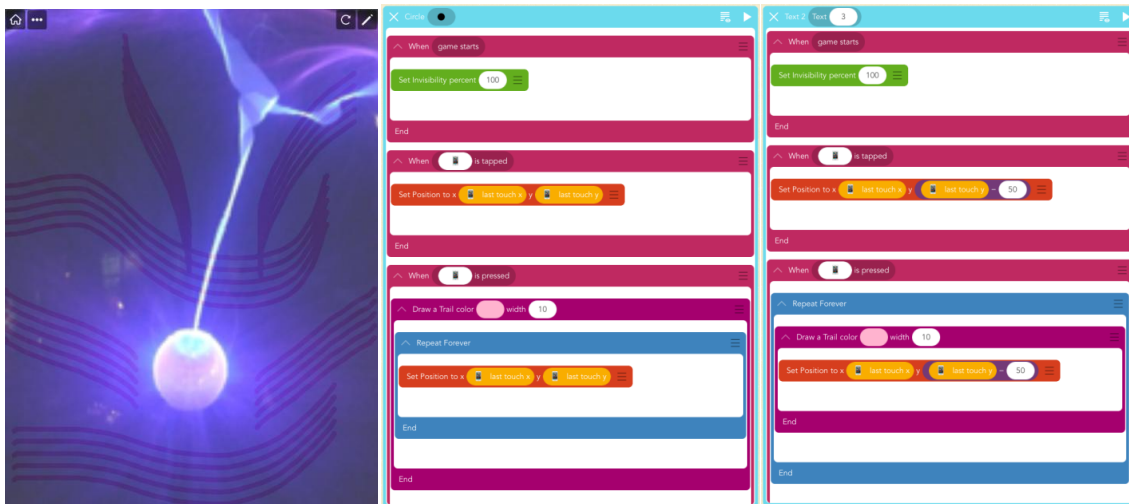 Circle
When game starts
Set Invisibility percent 100
End
When is tapped
Set Position to x last touch x y last touch y
End
When is pressed
Draw a Trail color width 10
Repeat Forever
Set Position to x last touch x y last touch y
End
End
Text 2 Text 3
When game starts
Set Invisibility percent 100
End
When is tapped
Set Position to x last touch x y last touch y - 50
End
When is pressed
Repeat Forever
Draw a Trail color width 10
Set Position to x last touch x y last touch y - 50
End
End